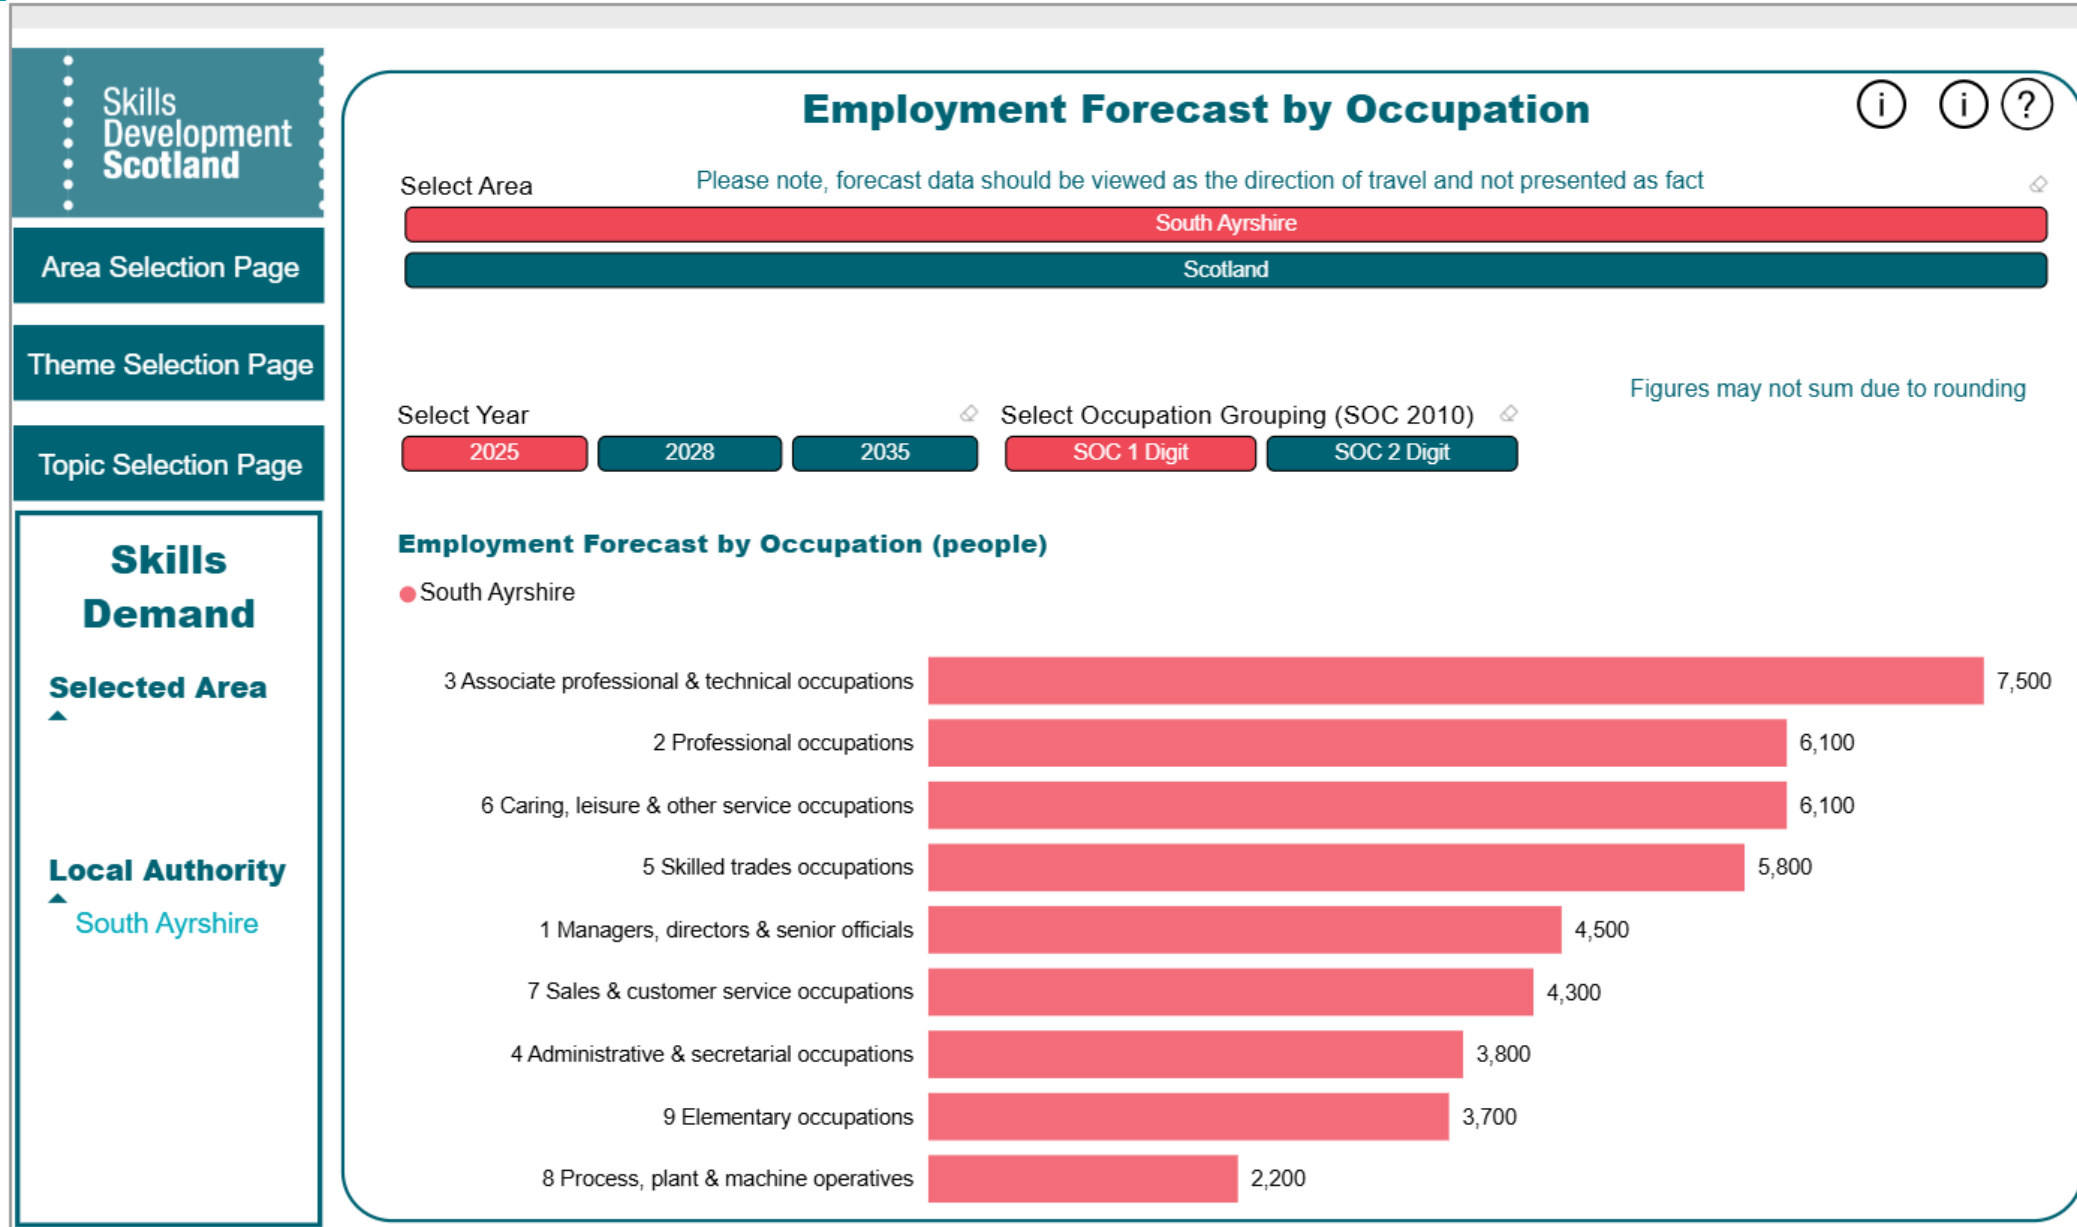 Skills
Development
Scotland
Area Selection Page
Theme Selection Page
Topic Selection Page
Skills
Demand
Selected Area
Local Authority
South Ayrshire
Employment Forecast by Occupation
i i ?
Select Area
Please note, forecast data should be viewed as the direction of travel and not presented as fact
South Ayrshire
Scotland
Figures may not sum due to rounding
Select Year
2025 2028 2035
Select Occupation Grouping (SOC 2010)
SOC 1 Digit SOC 2 Digit
Employment Forecast by Occupation (people)
South Ayrshire
3 Associate professional & technical occupations 7,500
2 Professional occupations 6,100
6 Caring, leisure & other service occupations 6,100
5 Skilled trades occupations 5,800
1 Managers, directors & senior officials 4,500
7 Sales & customer service occupations 4,300
4 Administrative & secretarial occupations 3,800
9 Elementary occupations 3,700
8 Process, plant & machine operatives 2,200